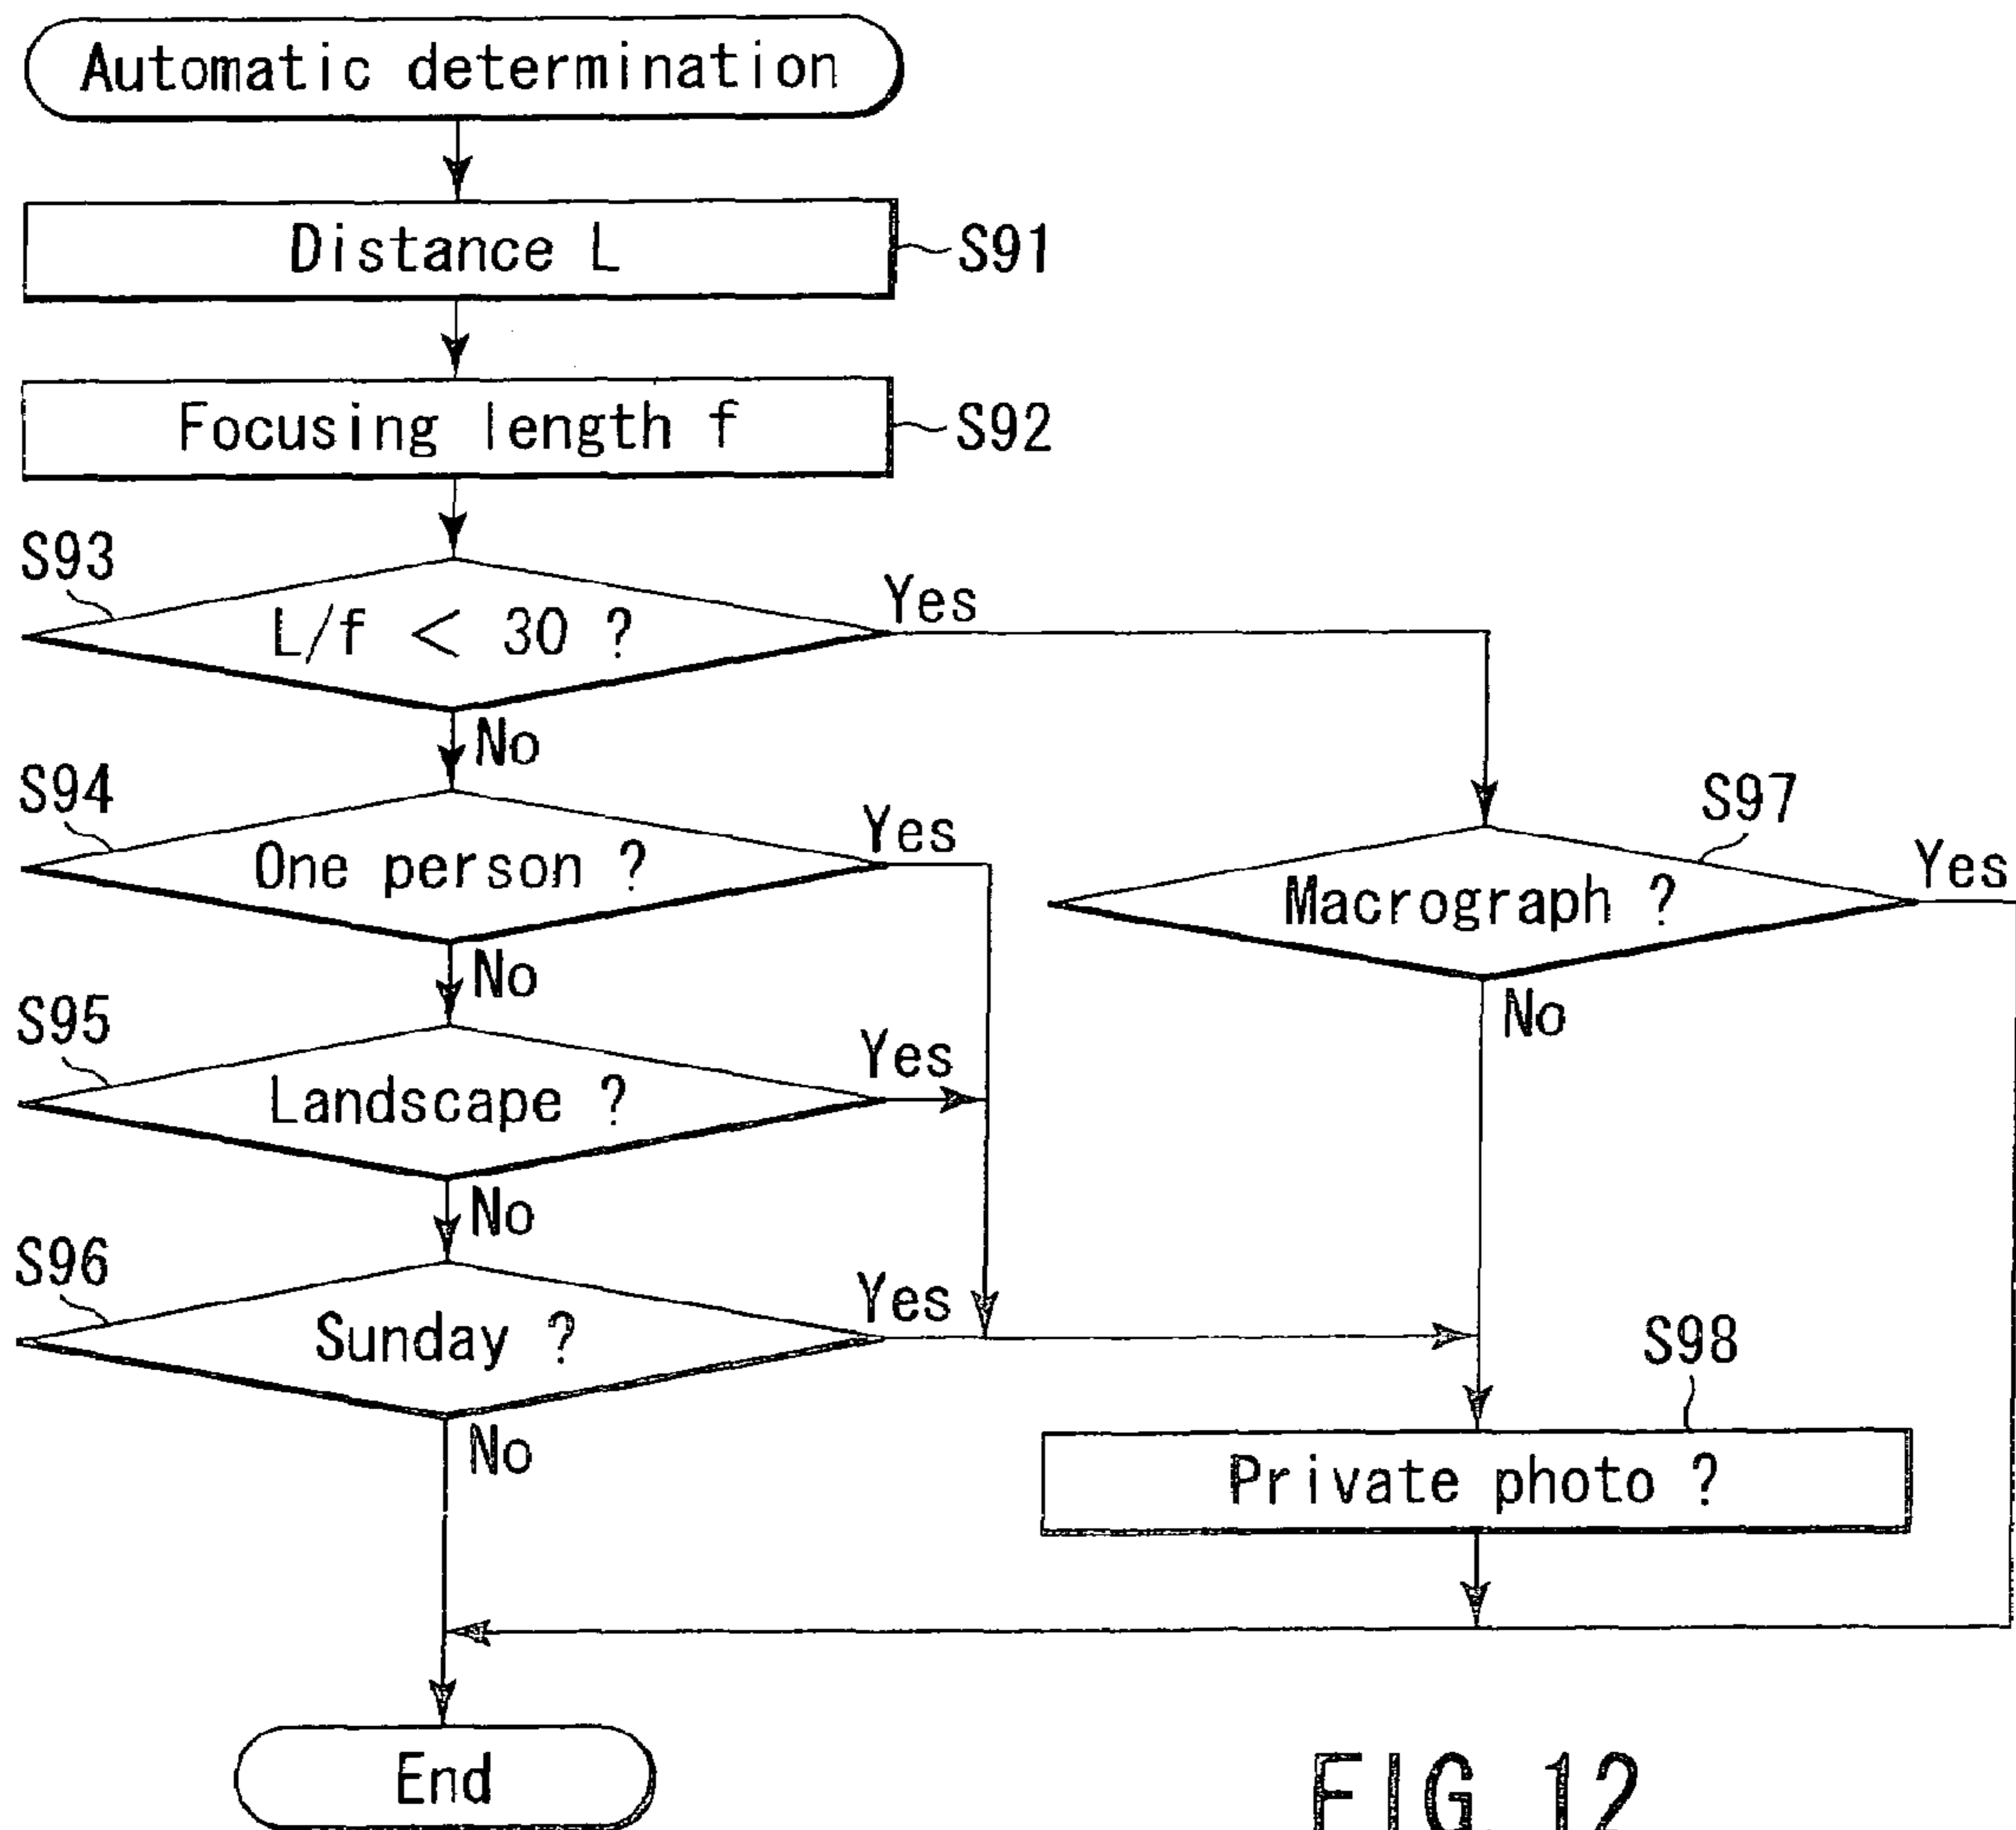 Automatic determination
Distance L
S91
Focusing length f
S92
S93
L/f < 30 ?
Yes
No
S94
One person ?
Yes
No
S97
Macrograph ?
Yes
No
S95
Landscape ?
Yes
No
S96
Sunday ?
Yes
No
S98
Private photo ?
End
FIG. 12